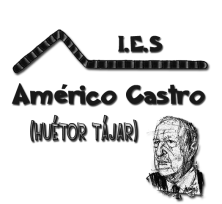 I.E.S
Américo Castro
(HUÉTOR TÁJAR)